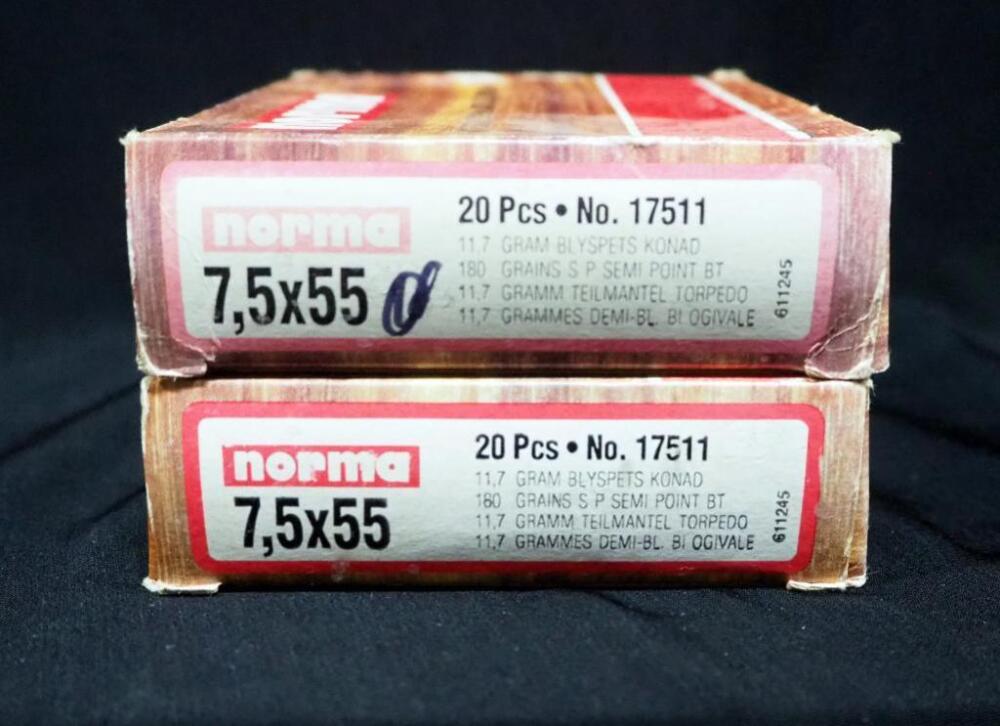 norma
20 Pcs • No. 17511
11,7 GRAM BLYSPETS KONAD
180 GRAINS S P SEMI POINT BT
7,5x55
11,7 GRAMM TEILMANTEL TORPEDO
11,7 GRAMMES DEMI-BL. BI OGIVALE
611245
norma
20 Pcs • No. 17511
11,7 GRAM BLYSPETS KONAD
180 GRAINS S P SEMI POINT BT
7,5x55
11,7 GRAMM TEILMANTEL TORPEDO
11,7 GRAMMES DEMI-BL. BI OGIVALE
611245